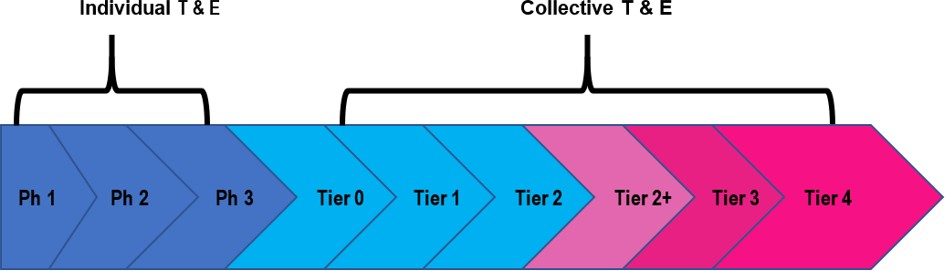 Individual T & E
Collective T & E
Ph 1
Ph 2
Ph 3
Tier 0
Tier 1
Tier 2
Tier 2+
Tier 3
Tier 4